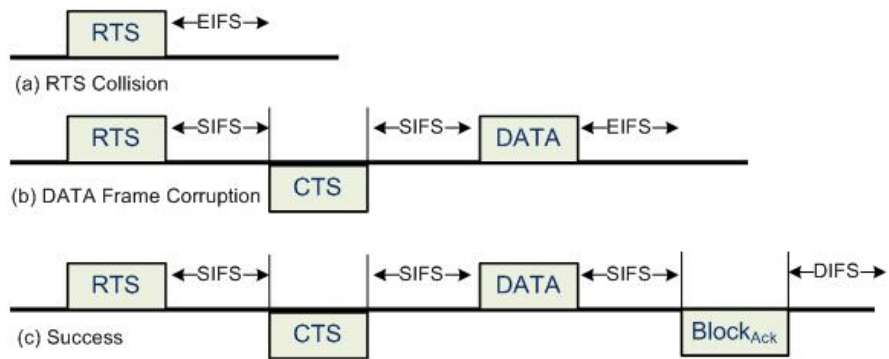 RTS EIFS
(a) RTS Collision
RTS SIFS SIFS DATA EIFS
CTS
(b) DATA Frame Corruption
RTS SIFS SIFS DATA SIFS DIFS
CTS BlockAck
(c) Success